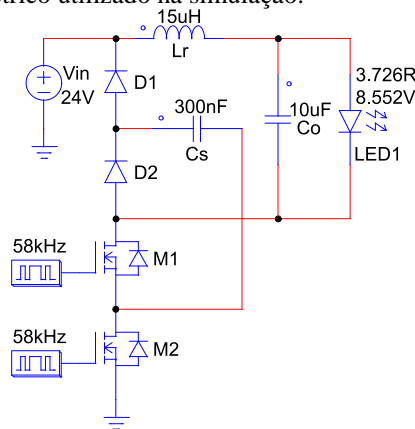 trico utilizado na simulação.
15uH
Lr
Vin
24V
D1
300nF
Cs
10uF
Co
3.726R
8.552V
LED1
D2
58kHz
M1
58kHz
M2